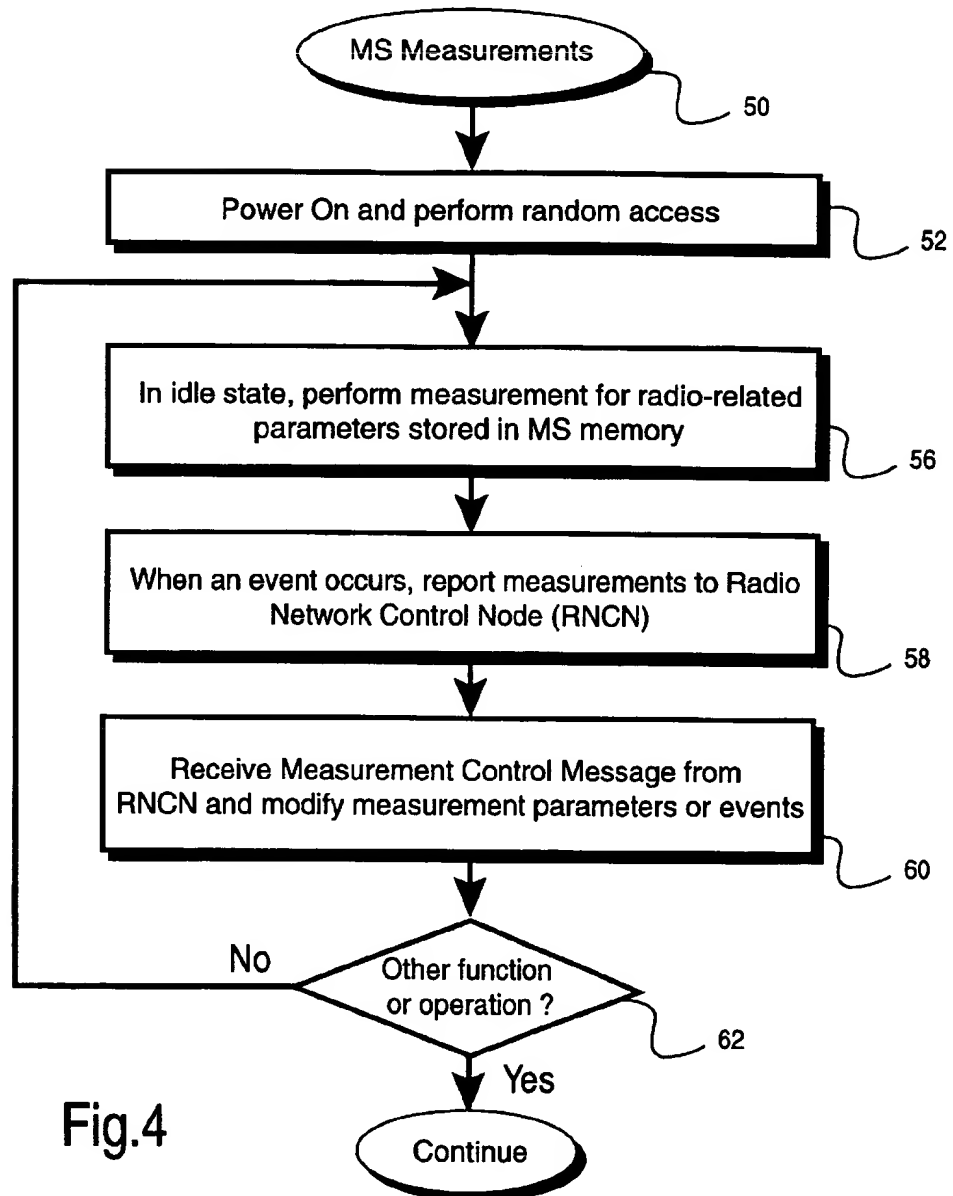 MS Measurements
50
Power On and perform random access
52
In idle state, perform measurement for radio-related
parameters stored in MS memory
56
When an event occurs, report measurements to Radio
Network Control Node (RNCN)
58
Receive Measurement Control Message from
RNCN and modify measurement parameters or events
60
No
Other function
or operation ?
62
Yes
Fig.4
Continue